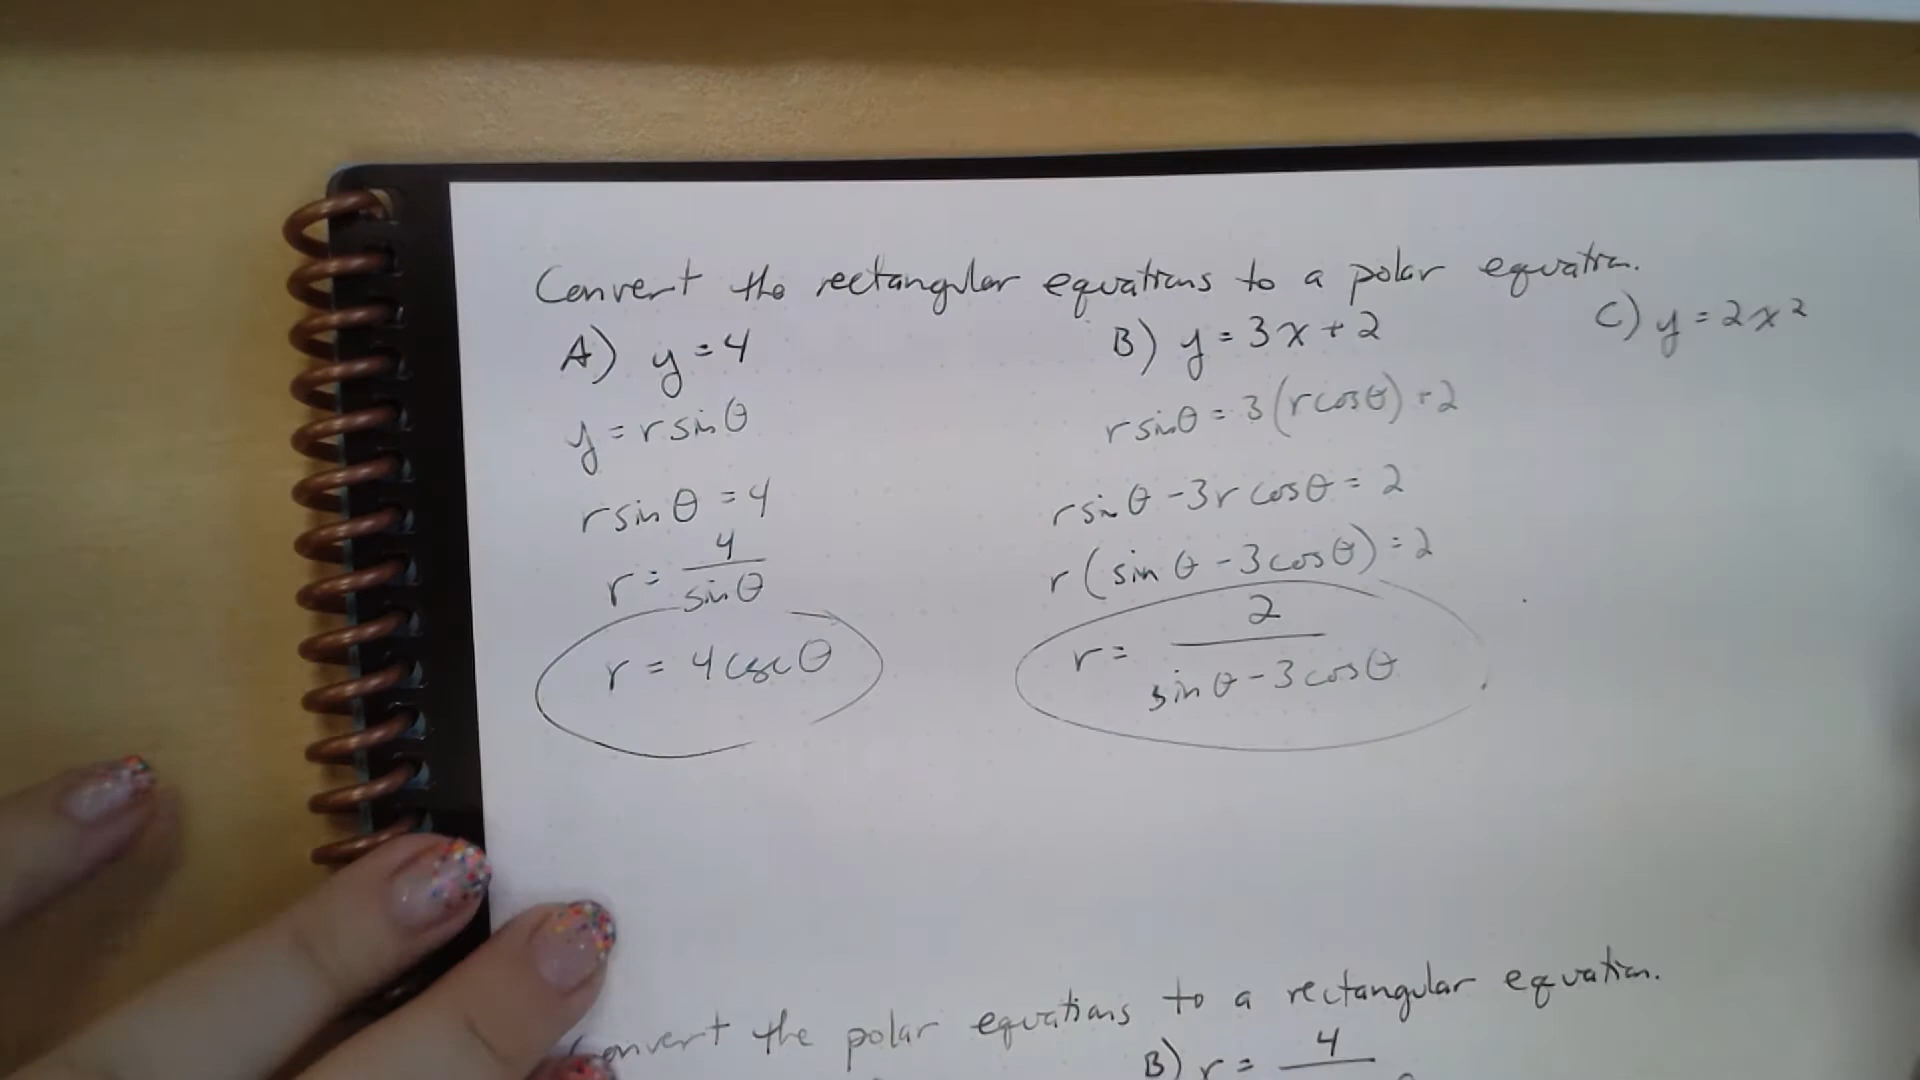 Convert the rectangular equations to a polar equation.
A) y = 4
y = r sin θ
r sin θ = 4
r = 4 / sin θ
r = 4 csc θ
B) y = 3x + 2
r sin θ = 3(r cos θ) + 2
r sin θ - 3r cos θ = 2
r(sin θ - 3 cos θ) = 2
r = 2 / sin θ - 3 cos θ
C) y = 2x²
Convert the polar equations to a rectangular equation.
B) r = 4